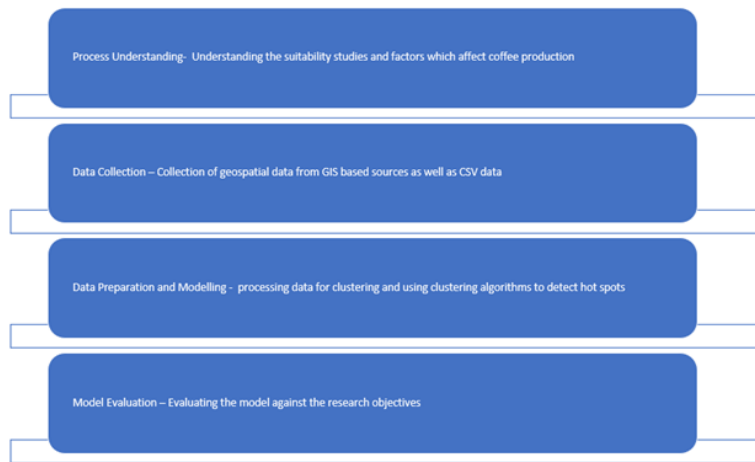 Process Understanding-  Understanding the suitability studies and factors which affect coffee production
Data Collection – Collection of geospatial data from GIS based sources as well as CSV data
Data Preparation and Modelling -  processing data for clustering and using clustering algorithms to detect hot spots
Model Evaluation – Evaluating the model against the research objectives